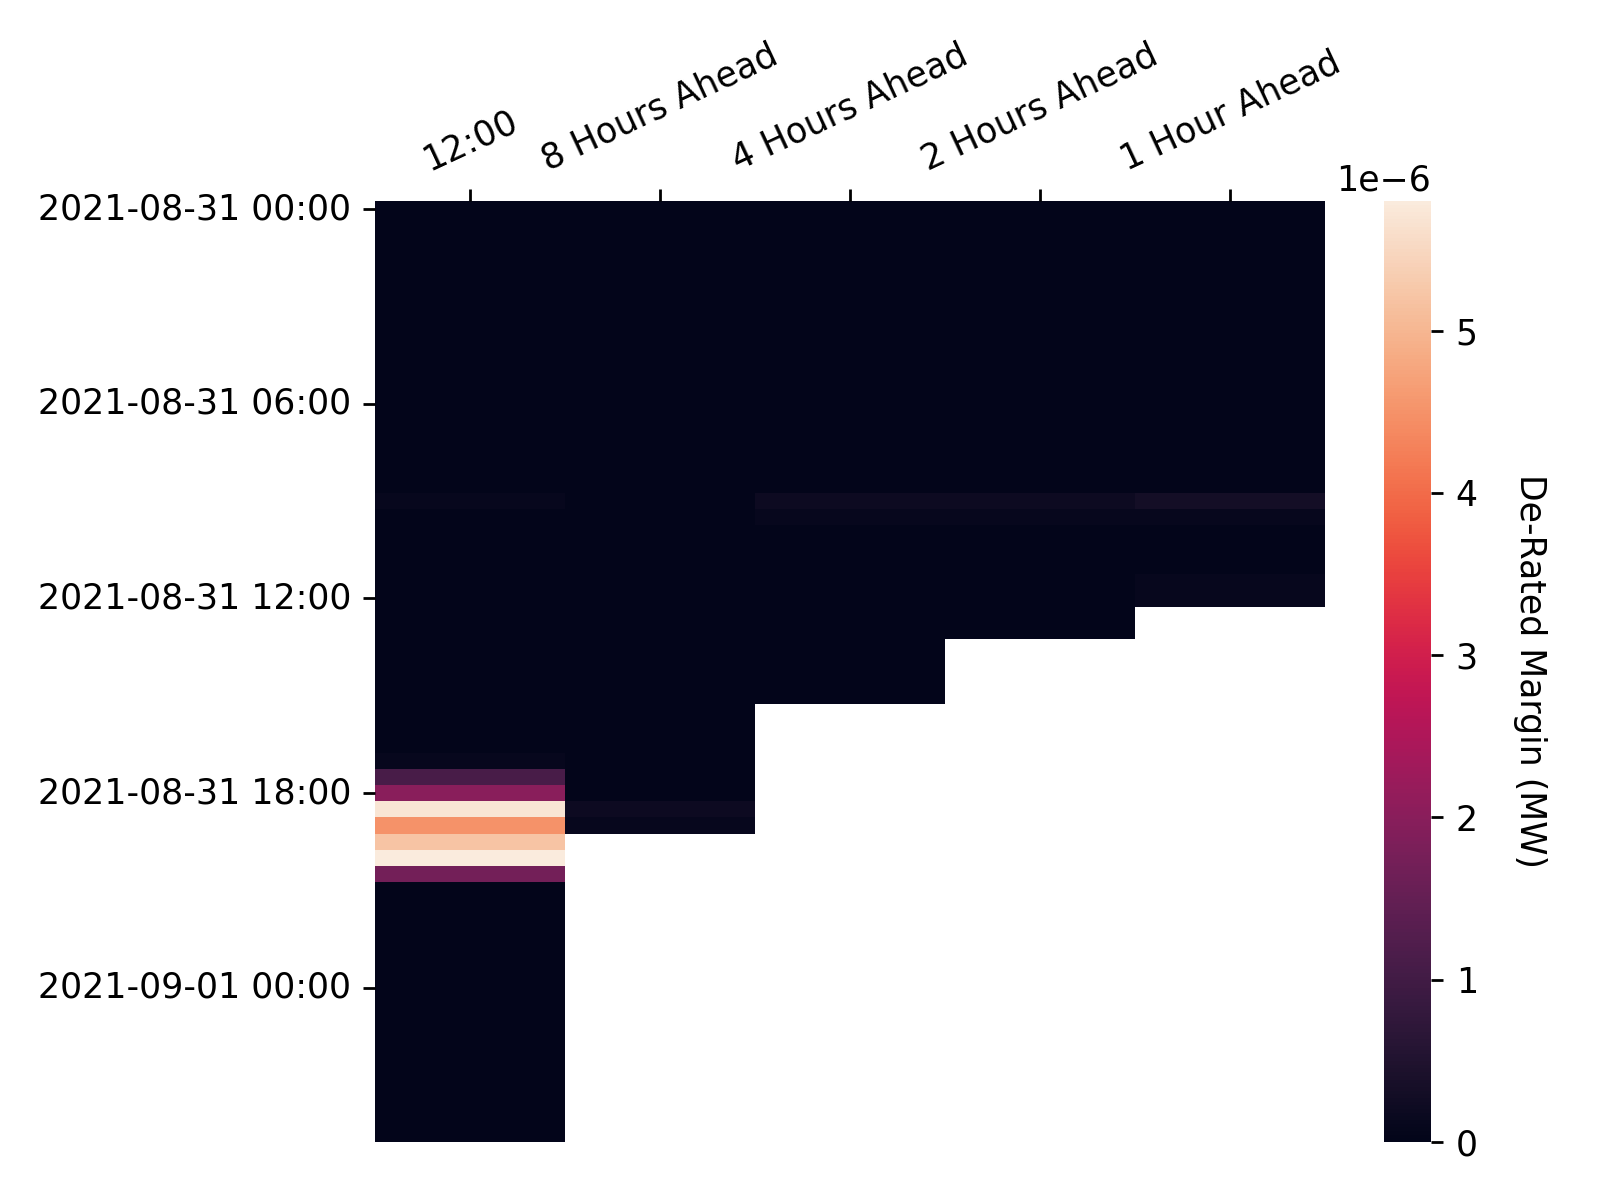 12:00
8 Hours Ahead
4 Hours Ahead
2 Hours Ahead
1 Hour Ahead
1e−6
2021-08-31 00:00
2021-08-31 06:00
2021-08-31 12:00
2021-08-31 18:00
2021-09-01 00:00
5
4
3
2
1
0
De-Rated Margin (MW)